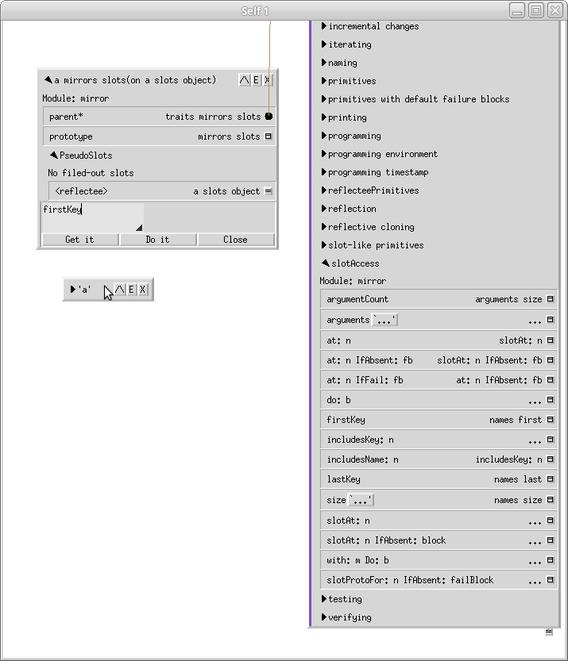 Self 1
a mirrors slots(on a slots object) E X
Module: mirror
parent* traits mirrors slots
prototype mirrors slots
PseudoSlots
No filed-out slots
<reflectee> a slots object
firstKey
Get it Do it Close
'a' E X
incremental changes
iterating
naming
primitives
primitives with default failure blocks
printing
programming
programming environment
programming timestamp
reflecteePrimitives
reflection
reflective cloning
slot-like primitives
slotAccess
Module: mirror
argumentCount arguments size
arguments `...' ...
at: n slotAt: n
at: n IfAbsent: fb slotAt: n IfAbsent: fb
at: n IfFail: fb at: n IfAbsent: fb
do: b ...
firstKey names first
includesKey: n ...
includesName: n includesKey: n
lastKey names last
size `...' names size
slotAt: n ...
slotAt: n IfAbsent: block ...
with: m Do: b ...
slotProtoFor: n IfAbsent: failBlock ...
testing
verifying